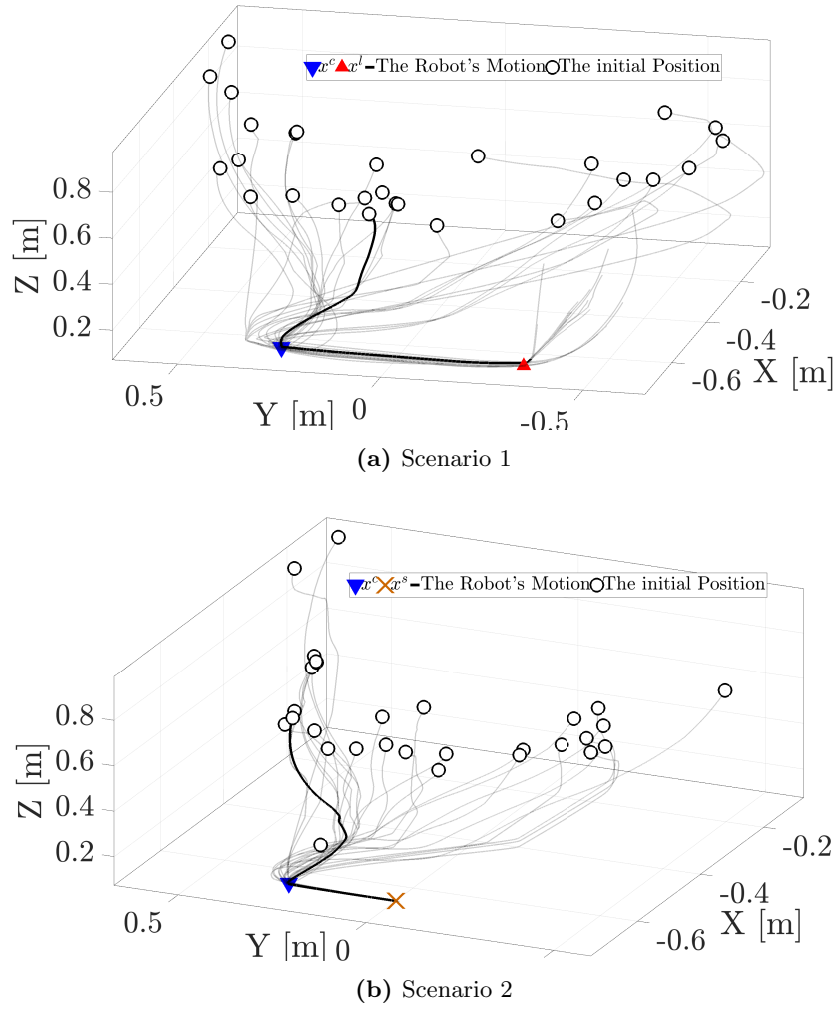 x^c x^l The Robot's Motion The initial Position
0.8
0.6
0.4
0.2
Z [m]
0.5
Y [m]
0
-0.5
-0.6
-0.4
-0.2
X [m]
(a) Scenario 1
x^c x^s The Robot's Motion The initial Position
0.8
0.6
0.4
0.2
Z [m]
0.5
Y [m]
0
-0.6
-0.4
-0.2
X [m]
(b) Scenario 2